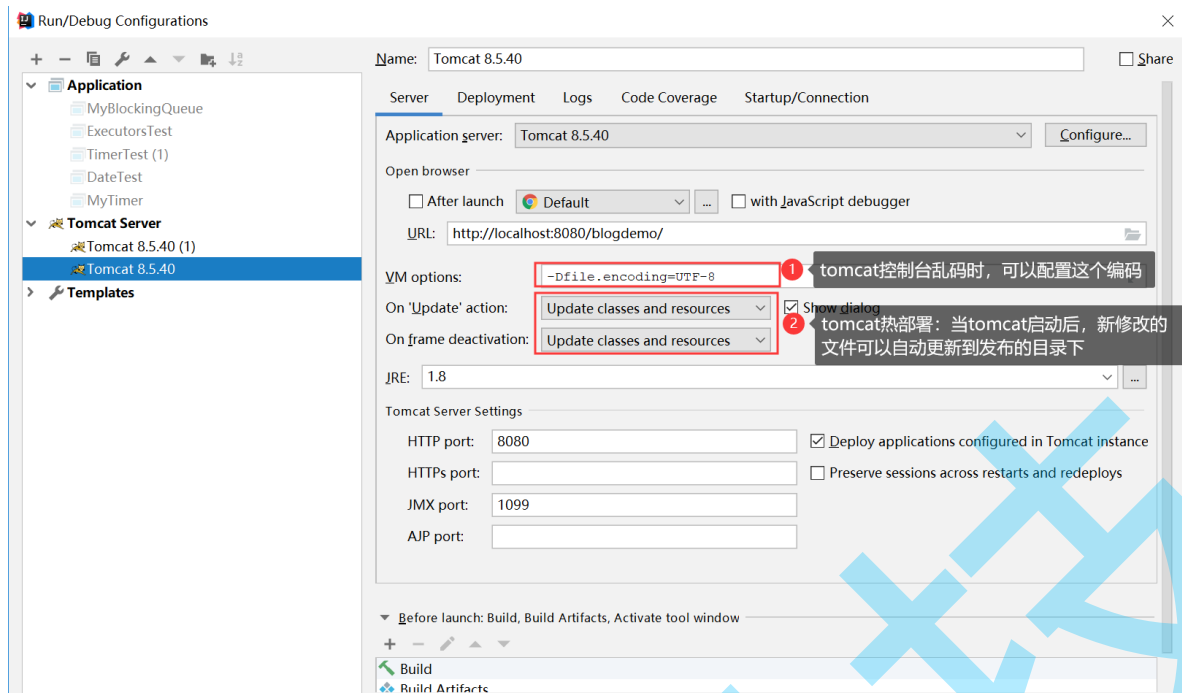 Run/Debug Configurations
Name: Tomcat 8.5.40
Share
Application
MyBlockingQueue
ExecutorsTest
TimerTest (1)
DateTest
MyTimer
Tomcat Server
Tomcat 8.5.40 (1)
Tomcat 8.5.40
Templates
Server Deployment Logs Code Coverage Startup/Connection
Application server: Tomcat 8.5.40 Configure...
Open browser
After launch Default ... with JavaScript debugger
URL: http://localhost:8080/blogdemo/
VM options: -Dfile.encoding=UTF-8
1 tomcat控制台乱码时，可以配置这个编码
On 'Update' action: Update classes and resources Show dialog
On frame deactivation: Update classes and resources
2 tomcat热部署：当tomcat启动后，新修改的
文件可以自动更新到发布的目录下
JRE: 1.8 ...
Tomcat Server Settings
HTTP port: 8080 Deploy applications configured in Tomcat instance
HTTPs port: Preserve sessions across restarts and redeploys
JMX port: 1099
AJP port:
Before launch: Build, Build Artifacts, Activate tool window
Build
Build Artifacts